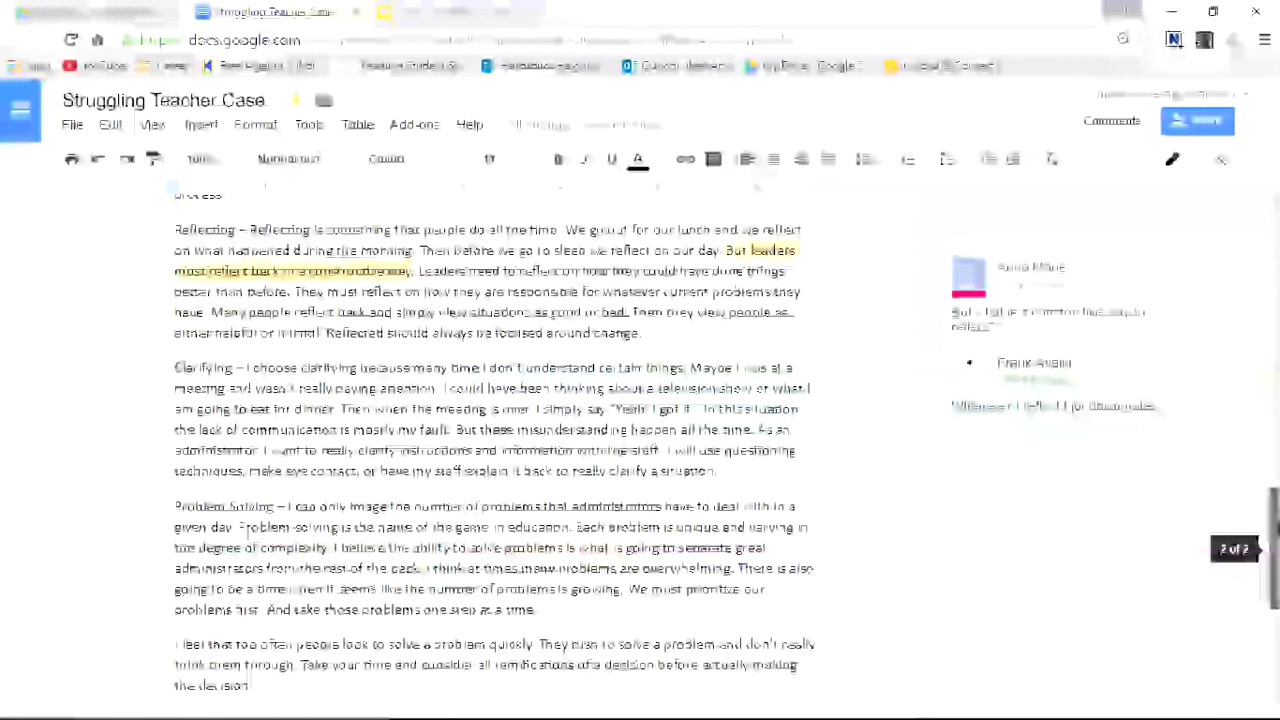 Struggling Teacher Case
docs.google.com
YouTube
Struggling Teacher Case
File Edit View Insert Format Tools Table Add-ons Help
Comments
process
Reflecting – Reflecting is something that people do all the time. We go out for our lunch and we reflect
on what happened during the morning. Then before we go to sleep we reflect on our day. But leaders
must reflect back in a constructive way. Leaders need to reflect on how they could have done things
better than before. They must reflect on how they are responsible for whatever current problems they
have. Many people reflect back and simply view situations as good or bad. Then they view people as
either helpful or Reflected should always be focused around change.
Clarifying – I choose clarifying because many time I don't understand certain things. Maybe I was at a
meeting and wasn't really paying attention. I could have been thinking about a television show or what I
am going to eat for dinner. Then when the meeting is over I simply say "Yeah I got it". In this situation
the lack of communication is mostly my fault. But these misunderstanding happen all the time. As an
administrator I want to really clarify instructions and information with my staff. I will use questioning
techniques, make eye contact, or have my staff explain it back to really clarify a situation.
Problem Solving – I can only image the number of problems that administrators have to deal with in a
given day. Problem-solving is the name of the game in education. Each problem is unique and varying in
the degree of complexity. I believe the ability to solve problems is what is going to separate great
administrators from the rest of the pack. I think at times many problems are overwhelming. There is also
going to be a time when it seems like the number of problems is growing. We must prioritize our
problems first. And take those problems one step at a time.
I feel that too often people look to solve a problem quickly. They rush to solve a problem and don't really
think them through. Take your time and consider all ramifications of a decision before actually making
the decision
2 of 2